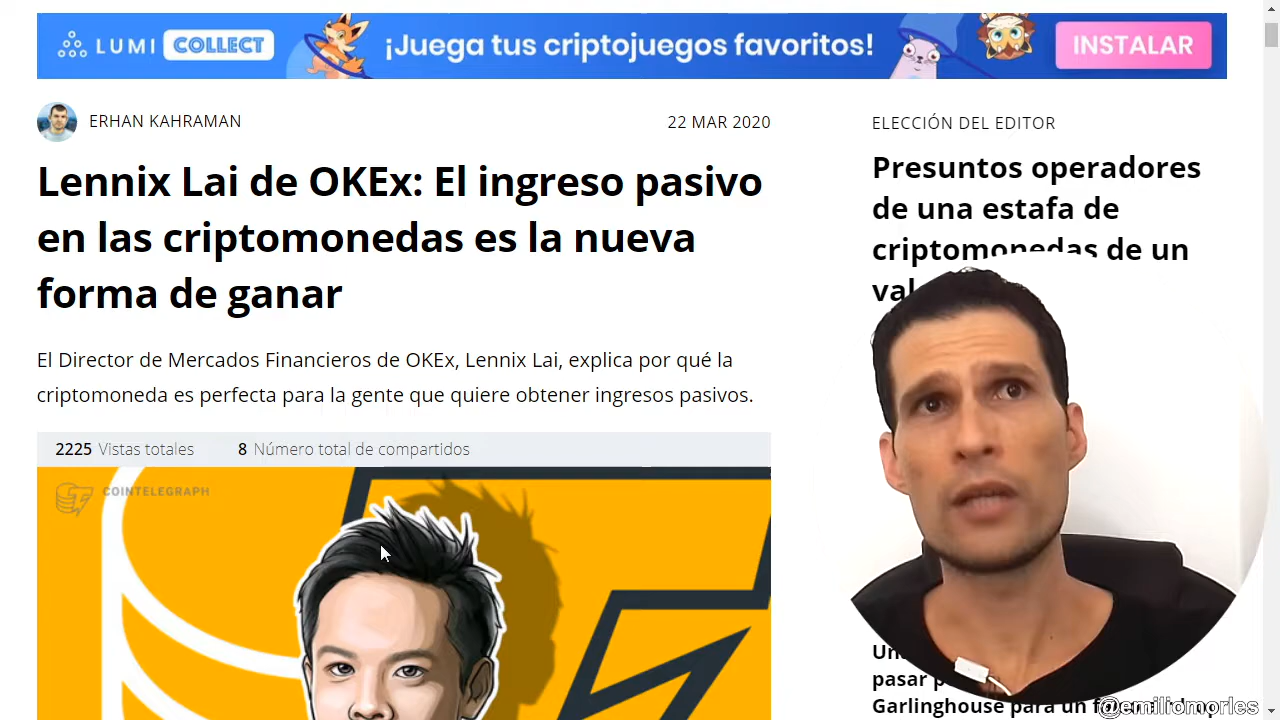 LUMI COLLECT ¡Juega tus criptojuegos favoritos! INSTALAR
ERHAN KAHRAMAN 22 MAR 2020
Lennix Lai de OKEx: El ingreso pasivo
en las criptomonedas es la nueva
forma de ganar
El Director de Mercados Financieros de OKEx, Lennix Lai, explica por qué la
criptomoneda es perfecta para la gente que quiere obtener ingresos pasivos.
2225 Vistas totales 8 Número total de compartidos
COINTELEGRAPH
ELECCIÓN DEL EDITOR
Presuntos operadores
de una estafa de
criptomonedas de un
pasar
Garlinghouse para un
@emiliomorles